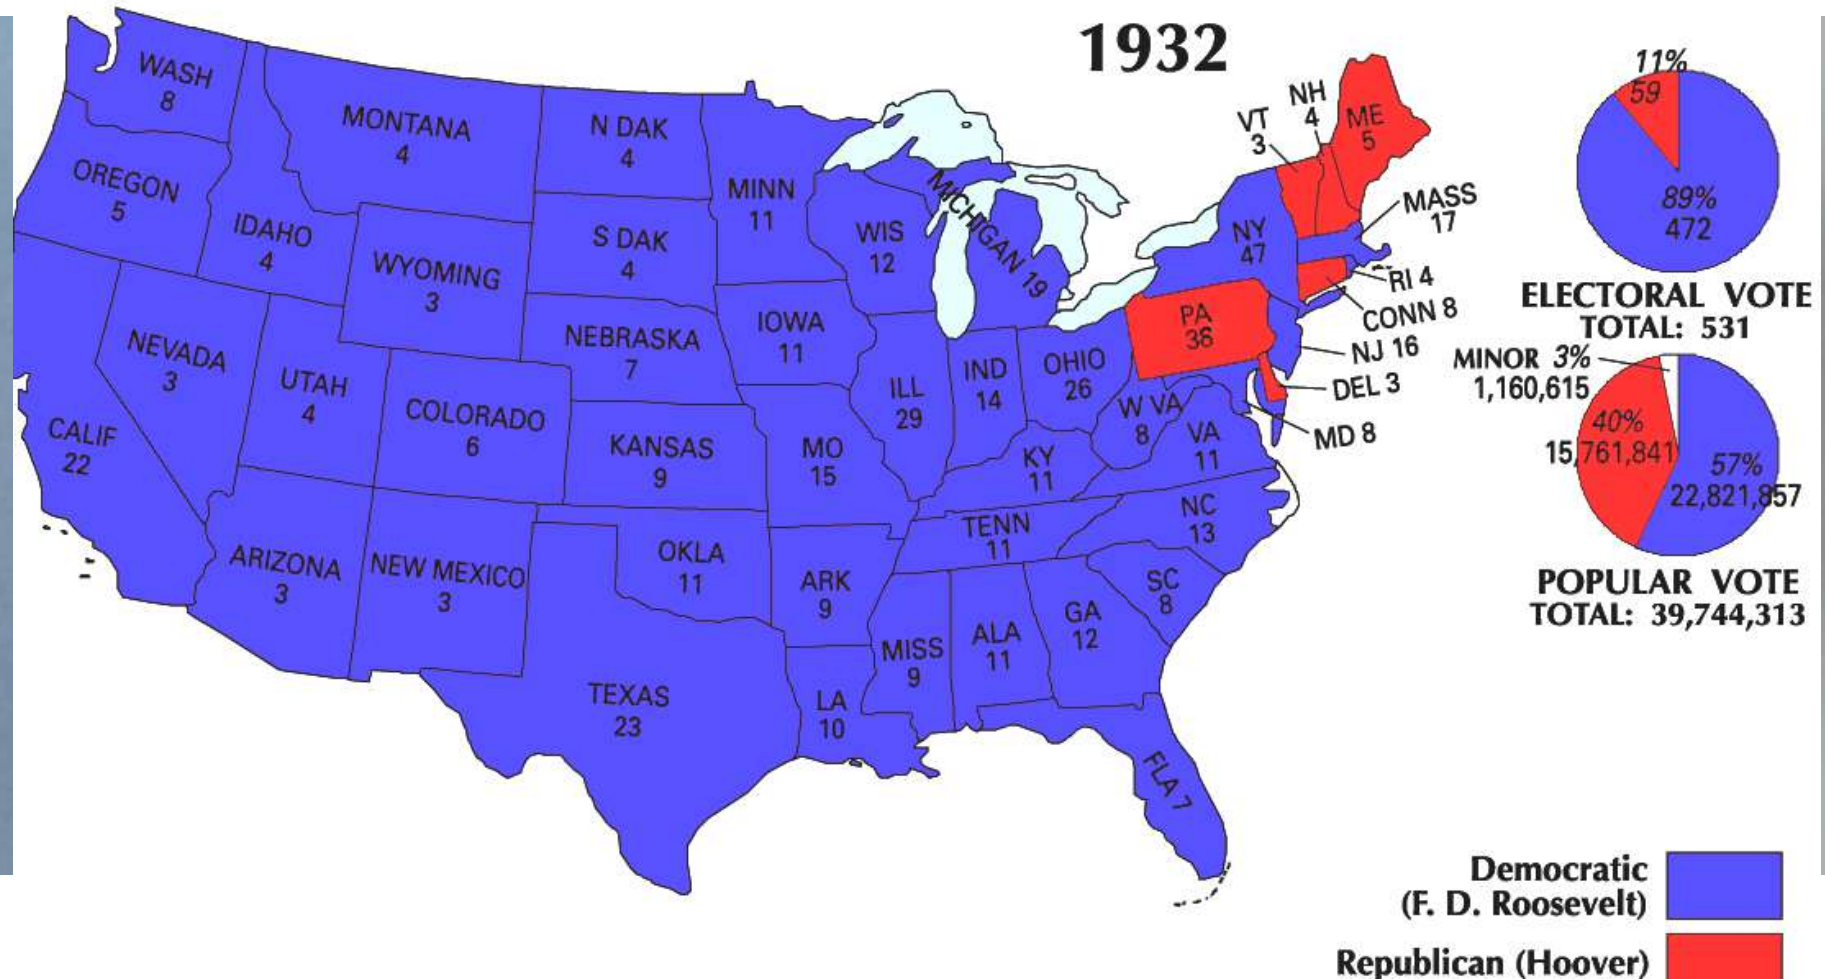 1932
WASH
8
OREGON
5
CALIF
22
IDAHO
4
NEVADA
3
MONTANA
4
WYOMING
3
UTAH
4
COLORADO
6
ARIZONA
3
NEW MEXICO
3
N DAK
4
S DAK
4
NEBRASKA
7
KANSAS
9
OKLA
11
TEXAS
23
MINN
11
IOWA
11
MO
15
ARK
9
LA
10
WIS
12
ILL
29
MICHIGAN 19
IND
14
OHIO
26
KY
11
TENN
11
MISS
9
ALA
11
GA
12
FLA 7
SC
8
NC
13
VA
11
W VA
8
PA
36
NY
47
VT
3
NH
4
ME
5
MASS
17
RI 4
CONN 8
NJ 16
DEL 3
MD 8
11%
59
89%
472
ELECTORAL VOTE
TOTAL: 531
MINOR 3%
1,160,615
40%
15,761,841
57%
22,821,857
POPULAR VOTE
TOTAL: 39,744,313
Democratic
(F. D. Roosevelt)
Republican (Hoover)